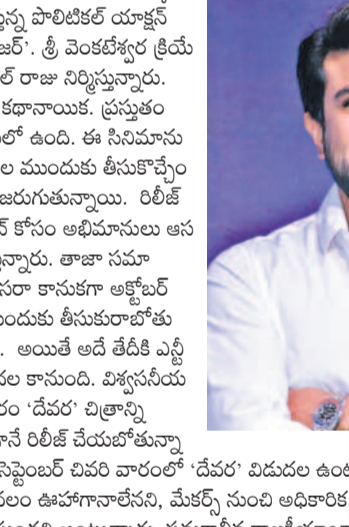 న్న పొలిటికల్ యాక్షన్
జర్'. శ్రీ వెంకటేశ్వర క్రియే
ల్ రాజు నిర్మిస్తున్నారు.
కథానాయిక. ప్రస్తుతం
లో ఉంది. ఈ సినిమాను
ల ముందుకు తీసుకొచ్చేం
జరుగుతున్నాయి. రిలీజ్
న్ కోసం అభిమానులు ఆస
న్నారు. తాజా సమా
సరా కానుకగా అక్టోబర్
ముందుకు తీసుకురాబోతు
. అయితే అదే తేదీకి ఎన్టీ
దల కానుంది. విశ్వసనీయ
రం 'దేవర' చిత్రాన్ని
గానే రిలీజ్ చేయబోతున్నా
సెప్టెంబర్ చివరి వారంలో 'దేవర' విడుదల ఉం
వలం ఊహాగానాలేనని, మేకర్స్ నుంచి అధికారిక